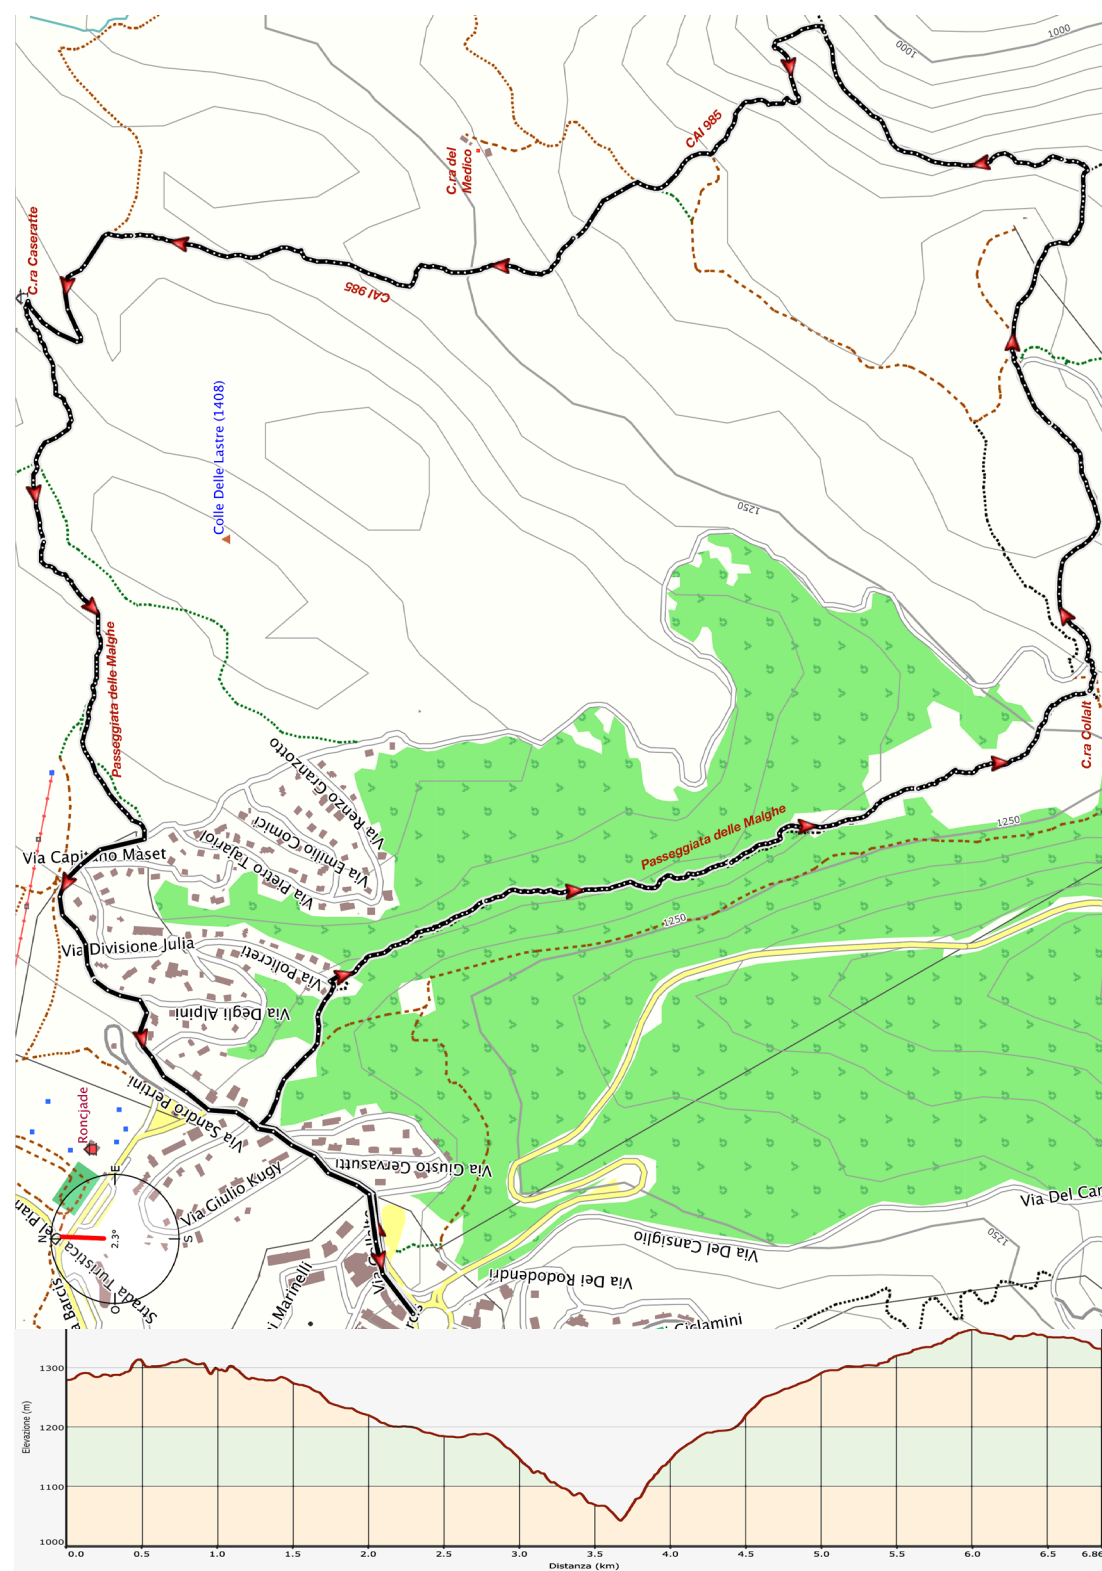 1000
1000
CAI 985
C.ra del
Medico
C.ra Caseratte
CAI 985
Colle Delle Lastre (1408)
1250
Passeggiata delle Malghe
C.ra Collalt
Via Renzo Granzotto
Via Emilio Comici
Via Pietro Tajariol
Passeggiata delle Malghe
1250
Via Capitano Maset
1250
Via Divisione Julia
Via Policreti
Via Degli Alpini
Via Sandro Pertini
Roncjade
Via Giusto Gervasutti
Via Giulio Kugy
E
N
S
O
2.3°
Via Del Can
1250
Via Del Cansiglio
Via Dei Rododendri
Strada Turistica Del Pian
a Barcis
i Marinelli
i Ciclamini
1300
1200
1100
1000
Elevazione (m)
0.0 0.5 1.0 1.5 2.0 2.5 3.0 3.5 4.0 4.5 5.0 5.5 6.0 6.5 6.86
Distanza (km)